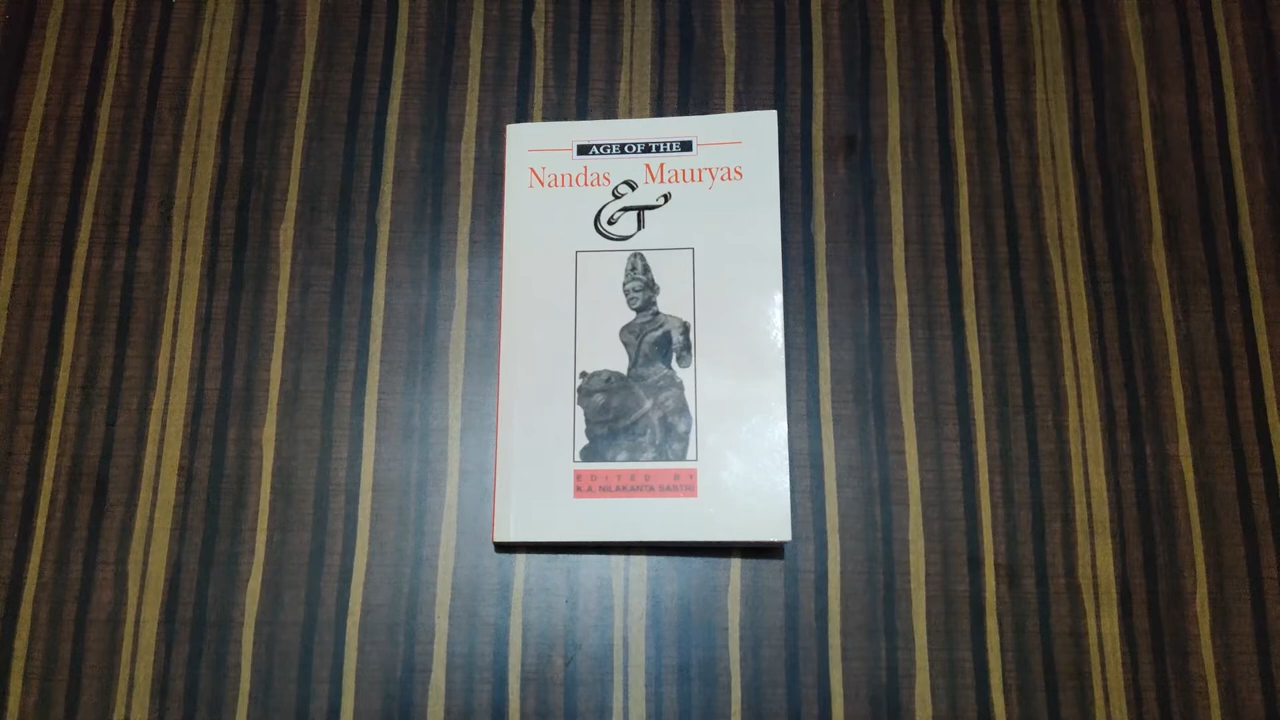 AGE OF THE
Nandas & Mauryas
EDITED BY
K.A. NILAKANTA SASTRI